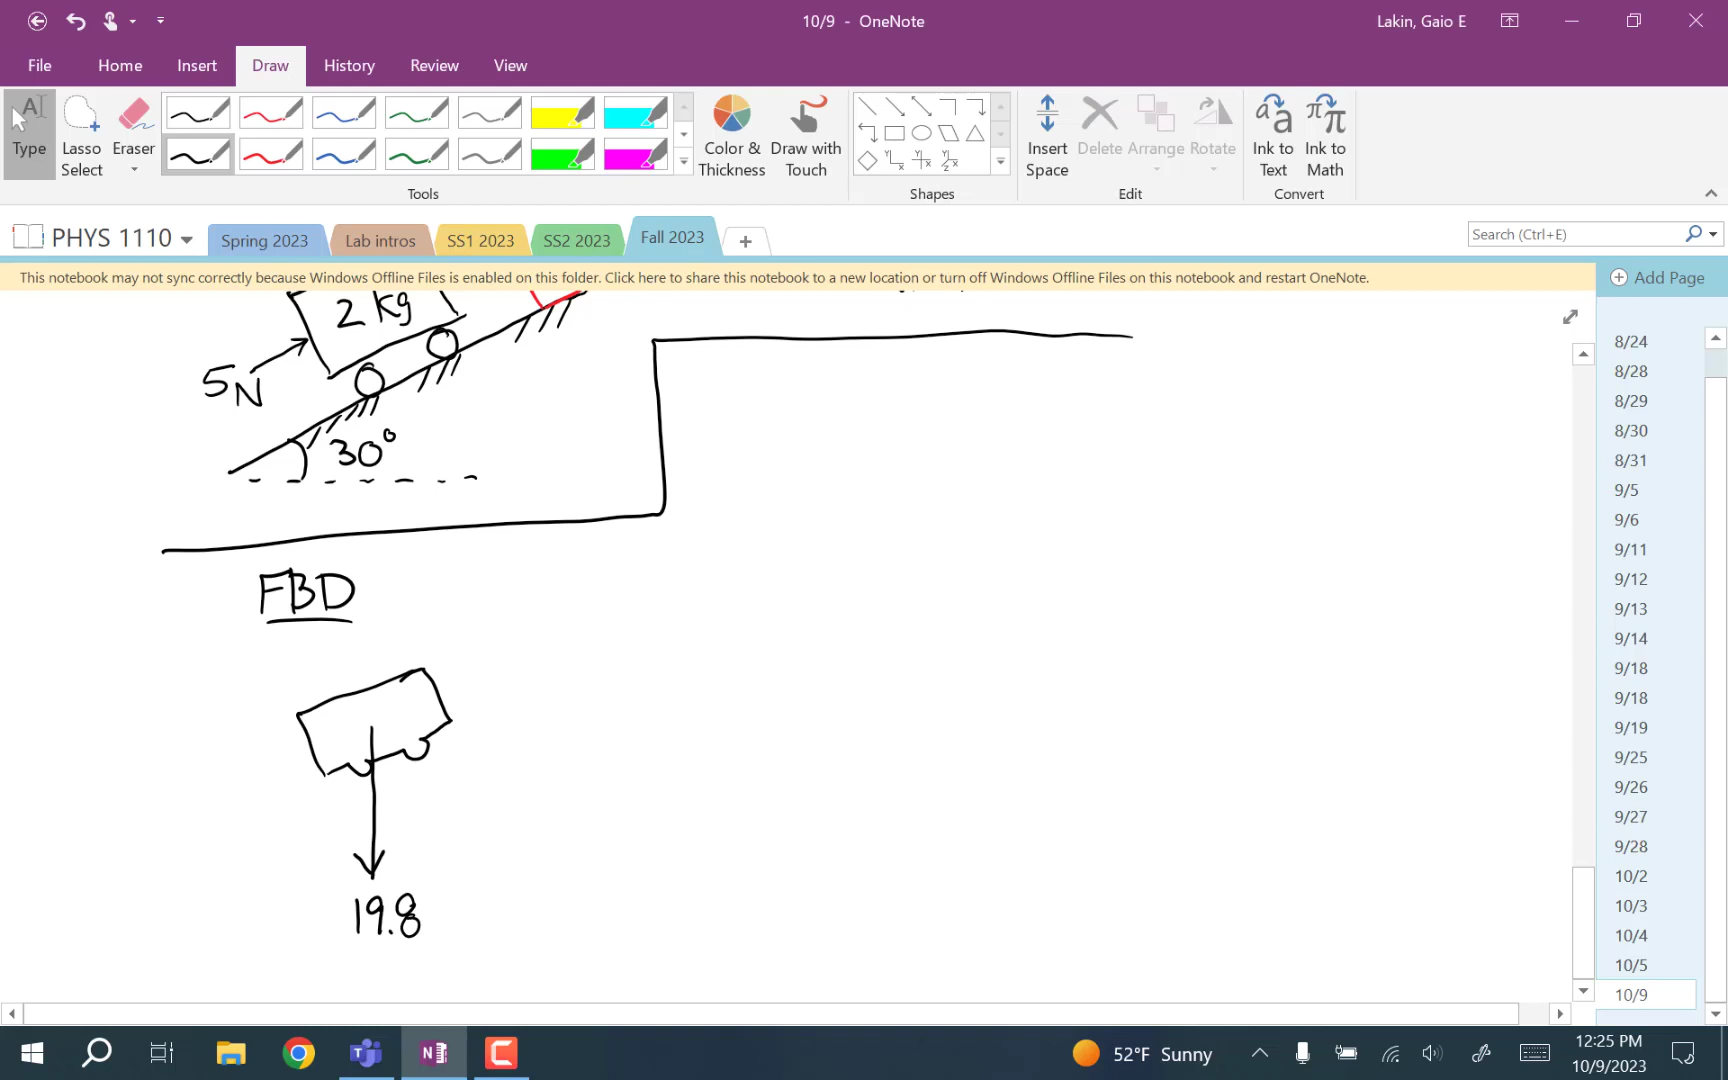 10/9 - OneNote
Lakin, Gaio E
File Home Insert Draw History Review View
Type
Lasso Select
Eraser
Color & Thickness
Draw with Touch
Insert Space
Delete
Arrange
Rotate
Ink to Text
Ink to Math
Tools
Shapes
Edit
Convert
PHYS 1110
Spring 2023
Lab intros
SS1 2023
SS2 2023
Fall 2023
Search (Ctrl+E)
This notebook may not sync correctly because Windows Offline Files is enabled on this folder. Click here to share this notebook to a new location or turn off Windows Offline Files on this notebook and restart OneNote.
Add Page
2 kg
5N
30°
FBD
19.8
8/24
8/28
8/29
8/30
8/31
9/5
9/6
9/11
9/12
9/13
9/14
9/18
9/18
9/19
9/25
9/26
9/27
9/28
10/2
10/3
10/4
10/5
10/9
52°F Sunny
12:25 PM
10/9/2023